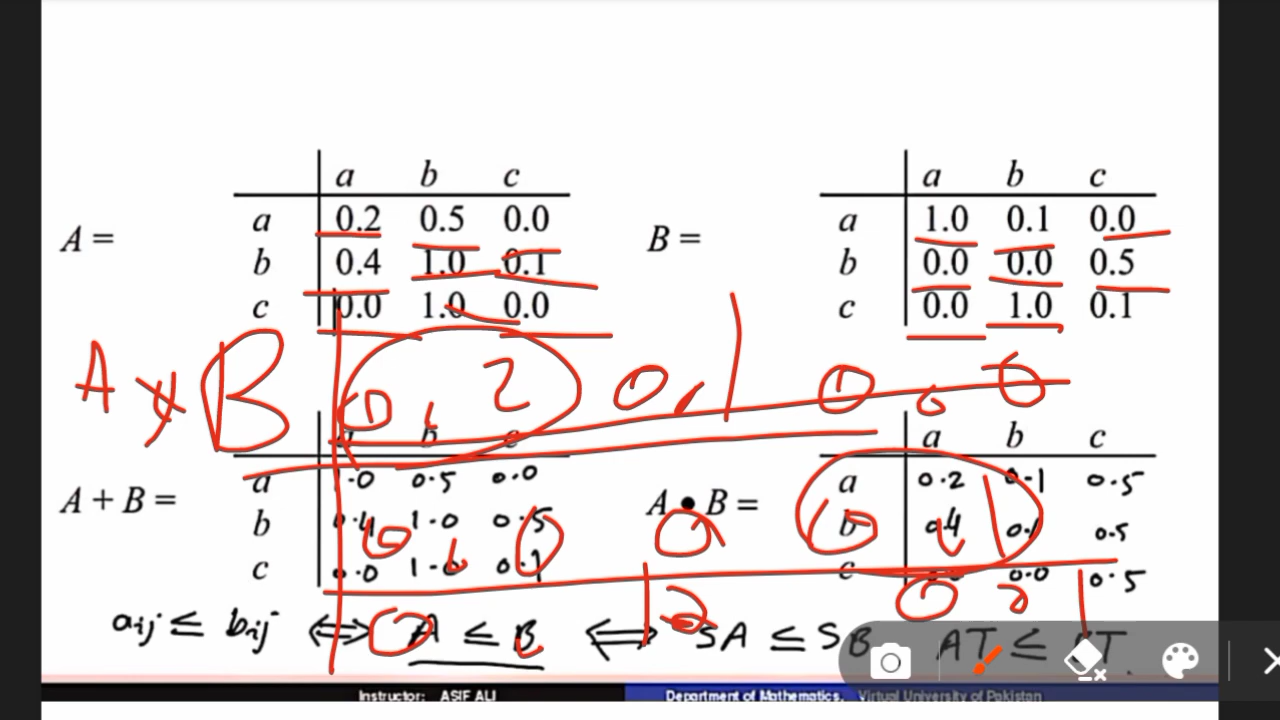 a b c
a b c
A =
a 0.2 0.5 0.0
b 0.4 1.0 0.1
c 0.0 1.0 0.0
B =
a 1.0 0.1 0.0
b 0.0 0.0 0.5
c 0.0 1.0 0.1
A × B
a b c
a b c
A + B =
a 1.0 0.5 0.0
b 0.4 1.0 0.5
c 0.0 1.0 0.1
A • B =
a 0.2 0.1 0.5
b 0.4 0.1 0.5
c 0.0 0.5
aij ≤ bij ⟺ A ≤ B ⟺ SA ≤ SB AT ≤
Instructor: ASIF ALI
Department of Mathematics, Virtual University of Pakistan